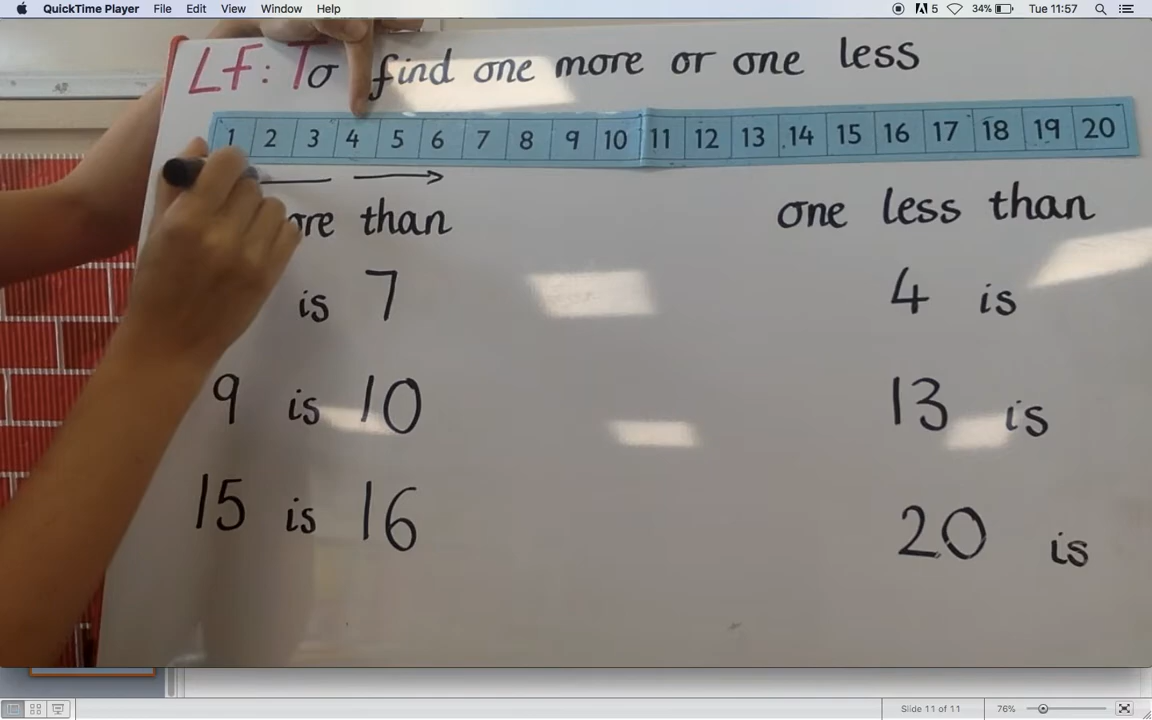 QuickTime Player File Edit View Window Help 5 34% Tue 11:57
LF: To find one more or one less
1 2 3 4 5 6 7 8 9 10 11 12 13 14 15 16 17 18 19 20
than
one less than
is 7
4 is
9 is 10
13 is
15 is 16
20 is
Slide 11 of 11 76%